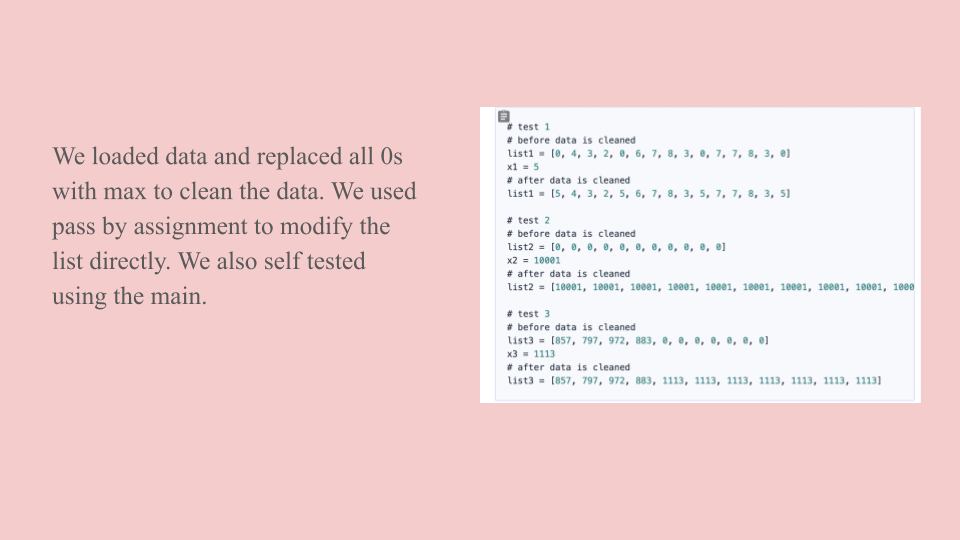 We loaded data and replaced all 0s
with max to clean the data. We used
pass by assignment to modify the
list directly. We also self tested
using the main.
# test 1
# before data is cleaned
list1 = [0, 4, 3, 2, 0, 6, 7, 8, 3, 0, 7, 7, 8, 3, 0]
x1 = 5
# after data is cleaned
list1 = [5, 4, 3, 2, 5, 6, 7, 8, 3, 5, 7, 7, 8, 3, 5]
# test 2
# before data is cleaned
list2 = [0, 0, 0, 0, 0, 0, 0, 0, 0, 0, 0]
x2 = 10001
# after data is cleaned
list2 = [10001, 10001, 10001, 10001, 10001, 10001, 10001, 10001, 10001, 1000
# test 3
# before data is cleaned
list3 = [857, 797, 972, 883, 0, 0, 0, 0, 0, 0, 0]
x3 = 1113
# after data is cleaned
list3 = [857, 797, 972, 883, 1113, 1113, 1113, 1113, 1113, 1113, 1113]